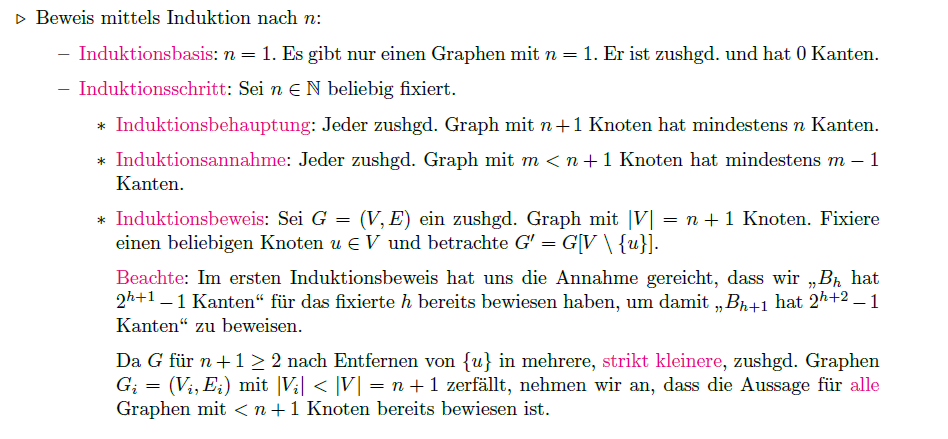 ▷ Beweis mittels Induktion nach n:
– Induktionsbasis: n = 1. Es gibt nur einen Graphen mit n = 1. Er ist zushgd. und hat 0 Kanten.
– Induktionsschritt: Sei n ∈ ℕ beliebig fixiert.
∗ Induktionsbehauptung: Jeder zushgd. Graph mit n + 1 Knoten hat mindestens n Kanten.
∗ Induktionsannahme: Jeder zushgd. Graph mit m < n + 1 Knoten hat mindestens m − 1
Kanten.
∗ Induktionsbeweis: Sei G = (V, E) ein zushgd. Graph mit |V| = n + 1 Knoten. Fixiere
einen beliebigen Knoten u ∈ V und betrachte G′ = G[V \ {u}].
Beachte: Im ersten Induktionsbeweis hat uns die Annahme gereicht, dass wir „B_h hat
2^{h+1} − 1 Kanten“ für das fixierte h bereits bewiesen haben, um damit „B_{h+1} hat 2^{h+2} − 1
Kanten“ zu beweisen.
Da G für n + 1 ≥ 2 nach Entfernen von {u} in mehrere, strikt kleinere, zushgd. Graphen
G_i = (V_i, E_i) mit |V_i| < |V| = n + 1 zerfällt, nehmen wir an, dass die Aussage für alle
Graphen mit < n + 1 Knoten bereits bewiesen ist.